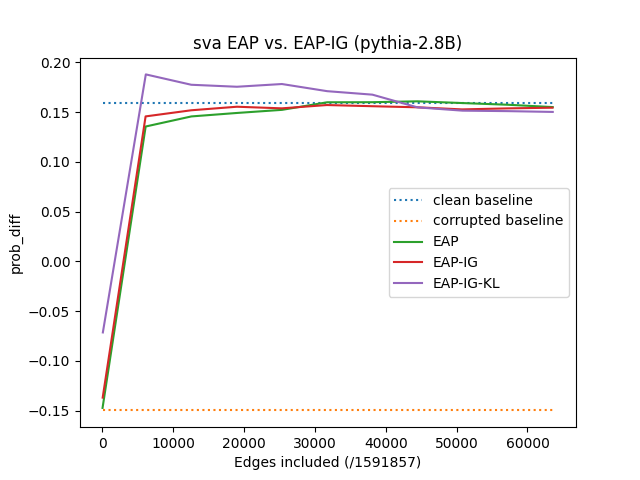 sva EAP vs. EAP-IG (pythia-2.8B)
0.20
0.15
0.10
0.05
0.00
−0.05
−0.10
−0.15
prob_diff
clean baseline
corrupted baseline
EAP
EAP-IG
EAP-IG-KL
0 10000 20000 30000 40000 50000 60000
Edges included (/1591857)